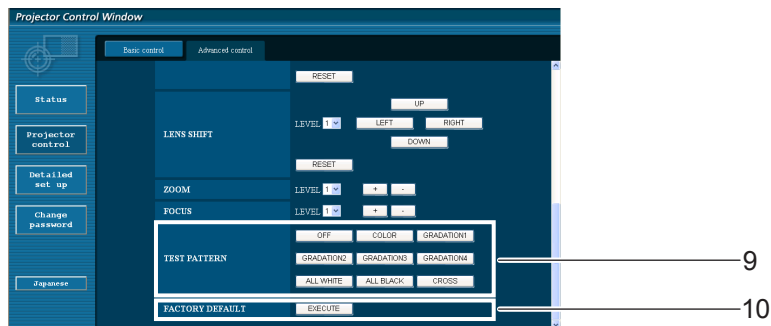 Projector Control Window
Basic control Advanced control
RESET
Status
UP
LENS SHIFT LEVEL 1 LEFT RIGHT
Projector
control
DOWN
RESET
Detailed
set up
ZOOM LEVEL 1 + -
FOCUS LEVEL 1 + -
Change
password
OFF COLOR GRADATION1
TEST PATTERN GRADATION2 GRADATION3 GRADATION4 9
ALL WHITE ALL BLACK CROSS
Japanese
FACTORY DEFAULT EXECUTE 10